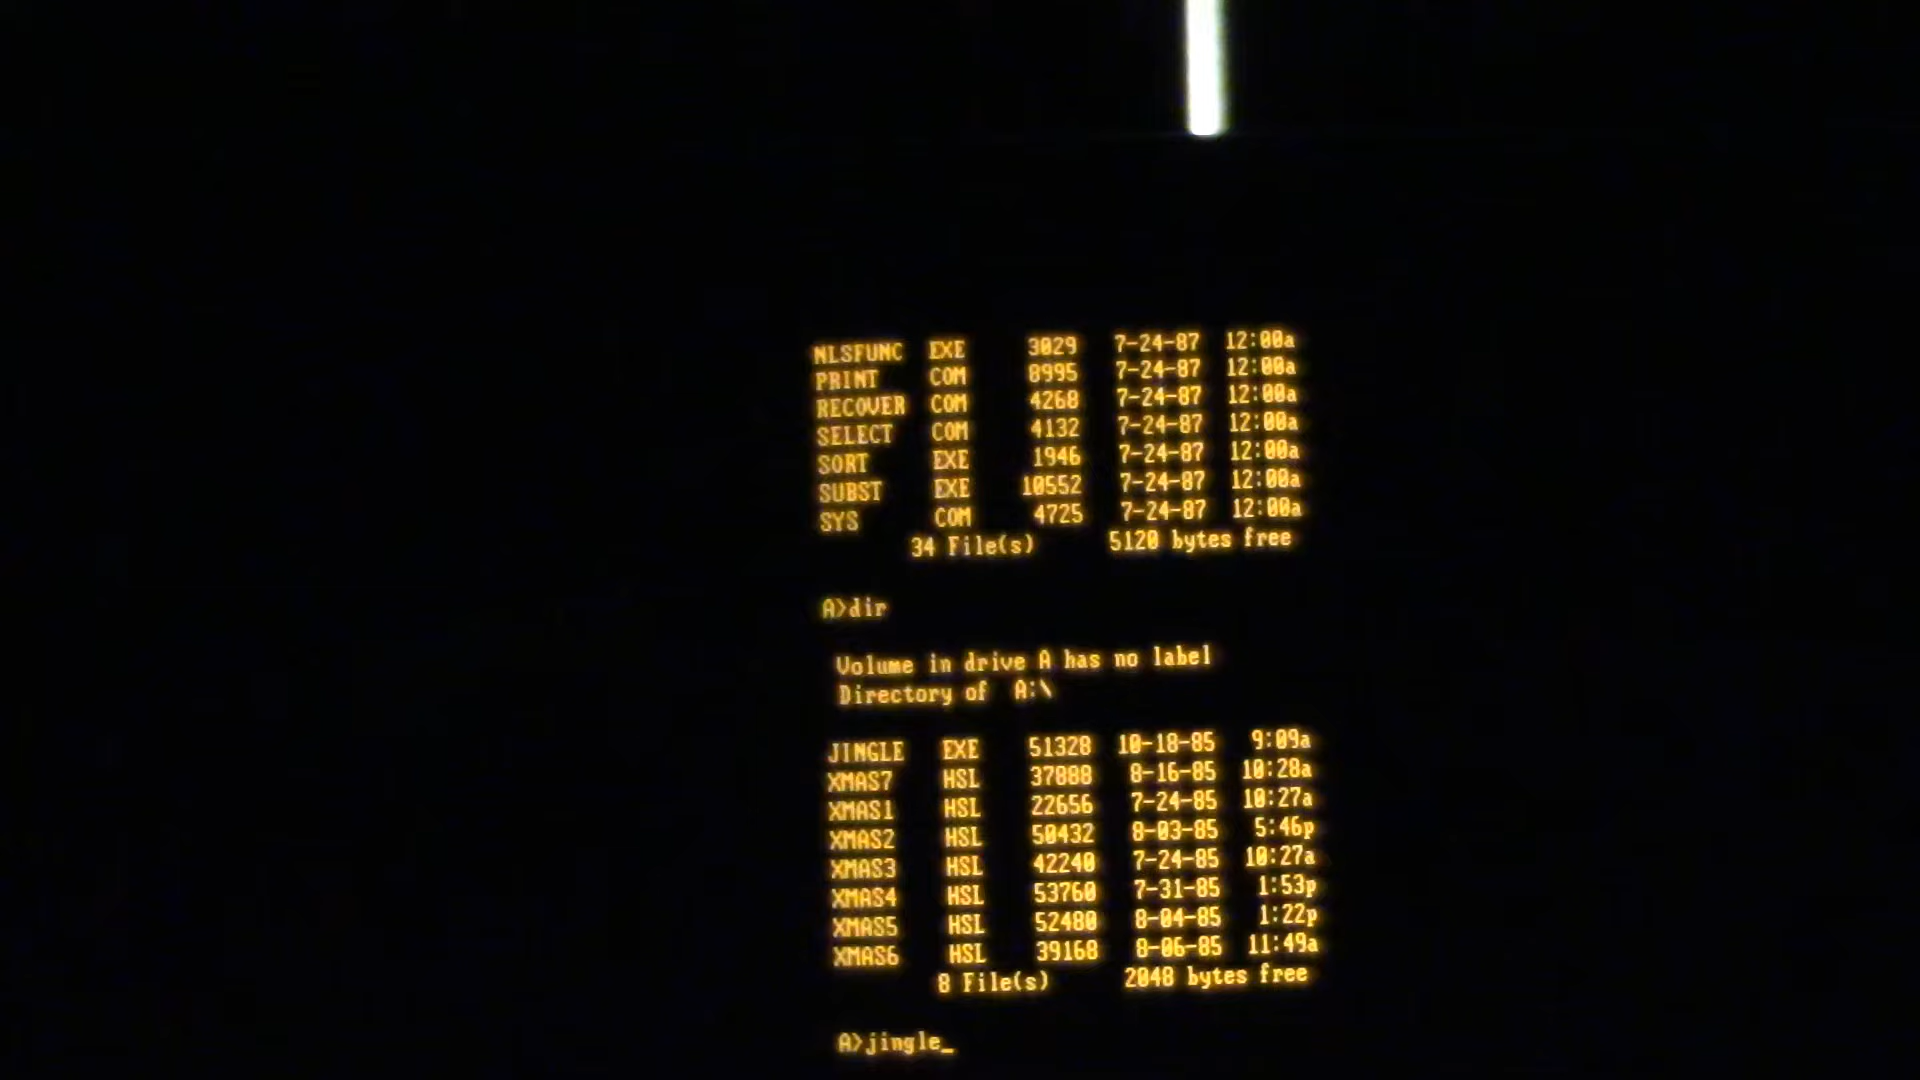 NLSFUNC EXE 3029 7-24-87 12:00a
PRINT COM 8995 7-24-87 12:00a
RECOVER COM 4268 7-24-87 12:00a
SELECT COM 4132 7-24-87 12:00a
SORT EXE 1946 7-24-87 12:00a
SUBST EXE 10552 7-24-87 12:00a
SYS COM 4725 7-24-87 12:00a
34 File(s) 5120 bytes free
A>dir
Volume in drive A has no label
Directory of A:\
JINGLE EXE 51328 10-18-85 9:09a
XMAS7 HSL 37888 8-16-85 10:28a
XMAS1 HSL 22656 7-24-85 10:27a
XMAS2 HSL 50432 8-03-85 5:46p
XMAS3 HSL 42240 7-24-85 10:27a
XMAS4 HSL 53760 7-31-85 1:53p
XMAS5 HSL 52480 8-04-85 1:22p
XMAS6 HSL 39168 8-06-85 11:49a
8 File(s) 2048 bytes free
A>jingle_